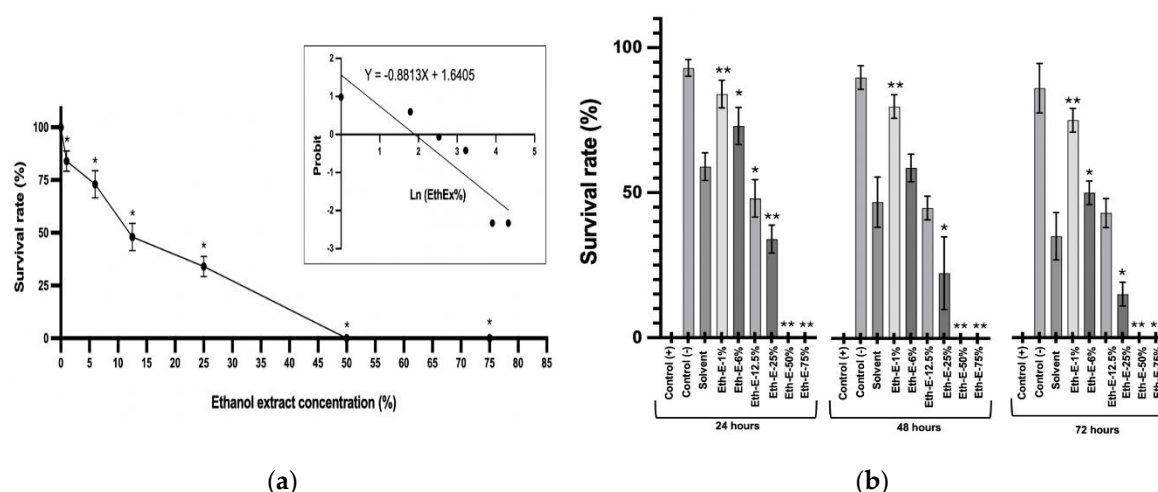 2
1
0
-1
-2
-3
Y = -0.8813X + 1.6405
1 2 3 4 5
Probit
Ln (EthEx%)
100
75
50
25
0
Survival rate (%)
* * * * * *
0 5 10 15 20 25 30 35 40 45 50 55 60 65 70 75 80 85
Ethanol extract concentration (%)
(a)
100
50
0
Survival rate (%)
** * * ** ** **
** * ** **
** * * ** **
Control (+)
Control (-)
Solvent
Eth-E-1%
Eth-E-6%
Eth-E-12.5%
Eth-E-25%
Eth-E-50%
Eth-E-75%
24 hours
Control (+)
Control (-)
Solvent
Eth-E-1%
Eth-E-6%
Eth-E-12.5%
Eth-E-25%
Eth-E-50%
Eth-E-75%
48 hours
Control (+)
Control (-)
Solvent
Eth-E-1%
Eth-E-6%
Eth-E-12.5%
Eth-E-25%
Eth-E-50%
Eth-E-75%
72 hours
(b)